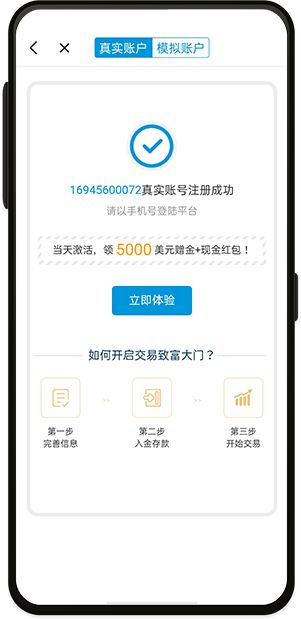 真实账户 模拟账户
16945600072真实账号注册成功
请以手机号登陆平台
当天激活，领 5000 美元赠金+现金红包！
立即体验
如何开启交易致富大门？
第一步 第二步 第三步
完善信息 入金存款 开始交易